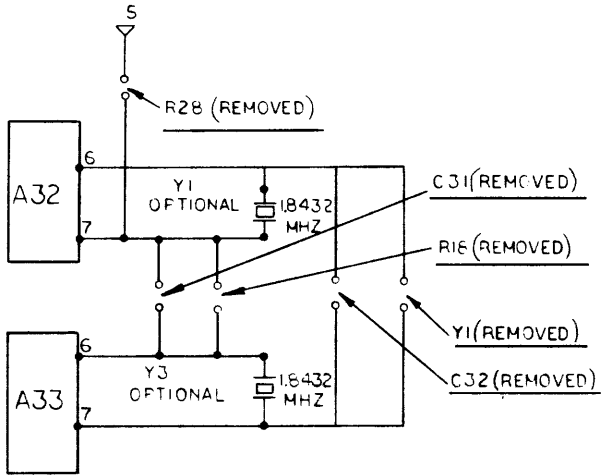 5
R28 (REMOVED)
6
A32
Y1
OPTIONAL
1.8432
MHZ
7
C31(REMOVED)
R18(REMOVED)
Y1(REMOVED)
C32(REMOVED)
6
A33
Y3
OPTIONAL
1.8432
MHZ
7